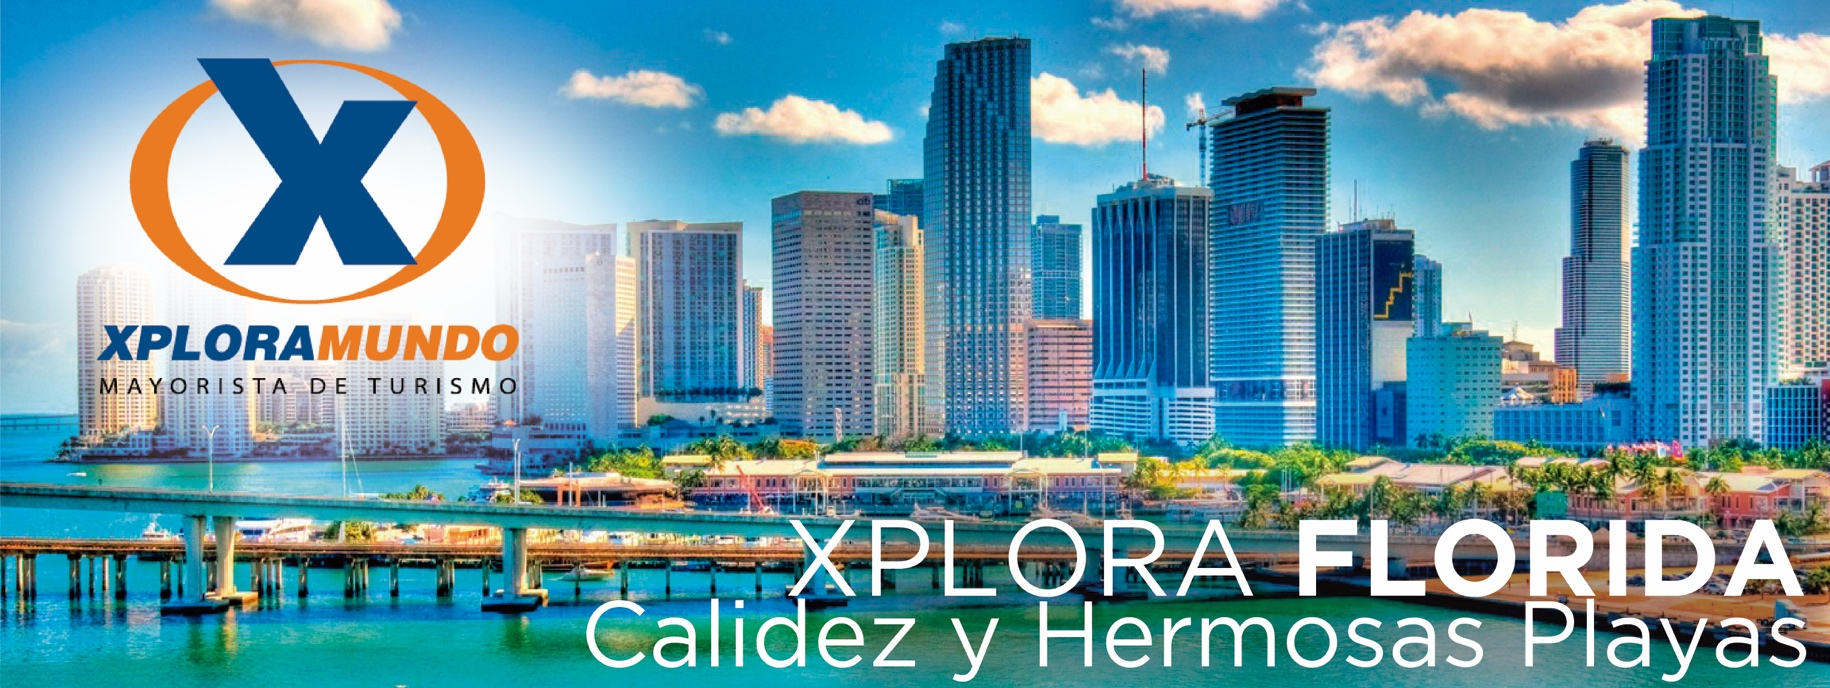 XPLORAMUNDO
MAYORISTA DE TURISMO
XPLORA FLORIDA
Calidez y Hermosas Playas